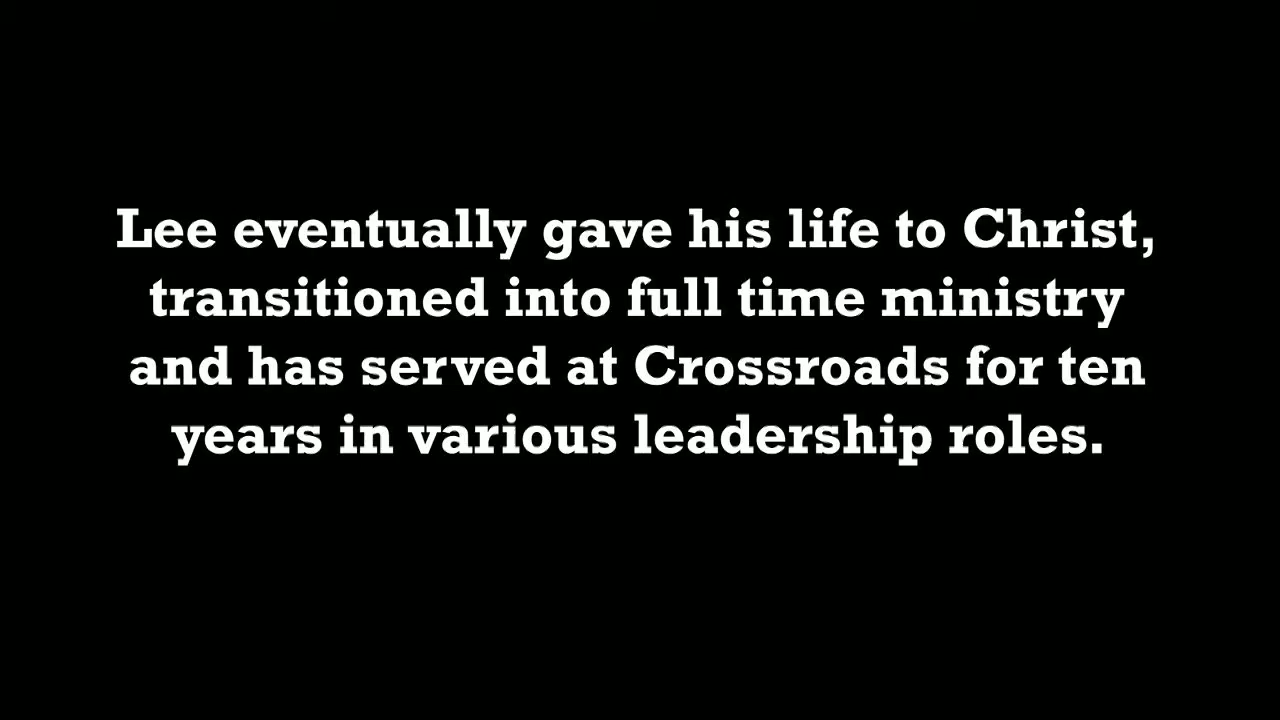 Lee eventually gave his life to Christ,
transitioned into full time ministry
and has served at Crossroads for ten
years in various leadership roles.